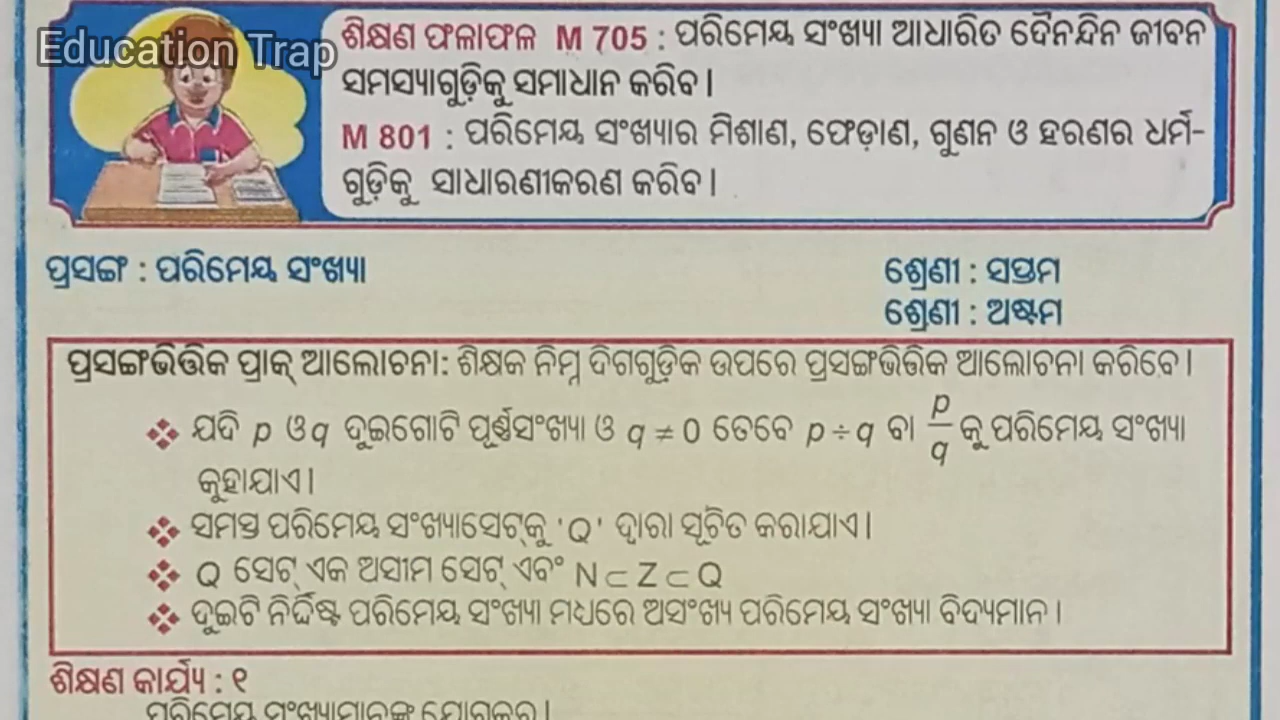 Education Trap
ଶିକ୍ଷଣ ଫଳାଫଳ M 705 : ପରିମେୟ ସଂଖ୍ୟା ଆଧାରିତ ଦୈନନ୍ଦିନ ଜୀବନ
ସମସ୍ୟାଗୁଡ଼ିକୁ ସମାଧାନ କରିବ।
M 801 : ପରିମେୟ ସଂଖ୍ୟାର ମିଶାଣ, ଫେଡ଼ାଣ, ଗୁଣନ ଓ ହରଣର ଧର୍ମ-
ଗୁଡ଼ିକୁ ସାଧାରଣୀକରଣ କରିବ।
ପ୍ରସଙ୍ଗ : ପରିମେୟ ସଂଖ୍ୟା
ଶ୍ରେଣୀ : ସପ୍ତମ
ଶ୍ରେଣୀ : ଅଷ୍ଟମ
ପ୍ରସଙ୍ଗଭିତ୍ତିକ ପ୍ରାକ୍ ଆଲୋଚନା: ଶିକ୍ଷକ ନିମ୍ନ ଦିଗଗୁଡ଼ିକ ଉପରେ ପ୍ରସଙ୍ଗଭିତ୍ତିକ ଆଲୋଚନା କରିବେ।
❖ ଯଦି p ଓ q ଦୁଇଗୋଟି ପୂର୍ଣ୍ଣସଂଖ୍ୟା ଓ q ≠ 0 ତେବେ p ÷ q ବା p/q କୁ ପରିମେୟ ସଂଖ୍ୟା
କୁହାଯାଏ।
❖ ସମସ୍ତ ପରିମେୟ ସଂଖ୍ୟାସେଟ୍‌କୁ 'Q' ଦ୍ୱାରା ସୂଚିତ କରାଯାଏ।
❖ Q ସେଟ୍ ଏକ ଅସୀମ ସେଟ୍ ଏବଂ N ⊂ Z ⊂ Q
❖ ଦୁଇଟି ନିର୍ଦ୍ଦିଷ୍ଟ ପରିମେୟ ସଂଖ୍ୟା ମଧ୍ୟରେ ଅସଂଖ୍ୟ ପରିମେୟ ସଂଖ୍ୟା ବିଦ୍ୟମାନ।
ଶିକ୍ଷଣ କାର୍ଯ୍ୟ : ୧
ପରିମେୟ ସଂଖ୍ୟାମାନଙ୍କ ଯୋଗକର।